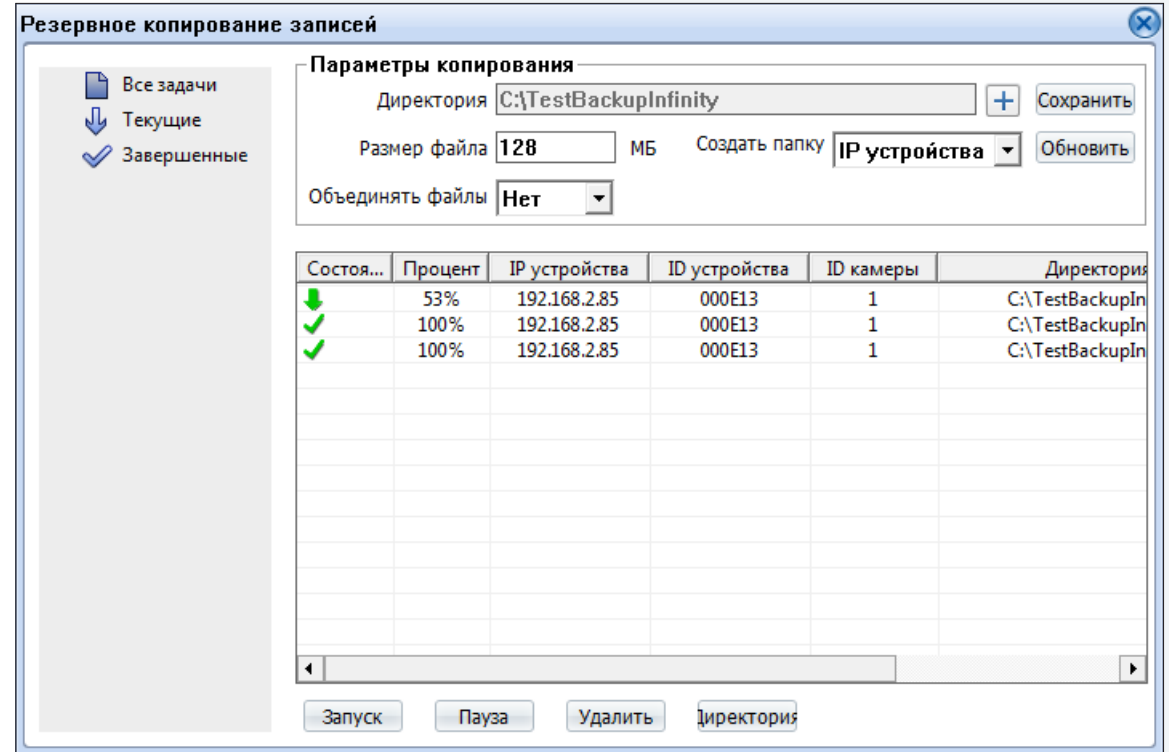 Резервное копирование записей
Все задачи
Текущие
Завершенные
Параметры копирования
Директория C:\TestBackupInfinity + Сохранить
Размер файла 128 МБ Создать папку IP устройства Обновить
Объединять файлы Нет
Состоя... Процент IP устройства ID устройства ID камеры Директория
53% 192.168.2.85 000E13 1 C:\TestBackupIn
100% 192.168.2.85 000E13 1 C:\TestBackupIn
100% 192.168.2.85 000E13 1 C:\TestBackupIn
Запуск Пауза Удалить Директория